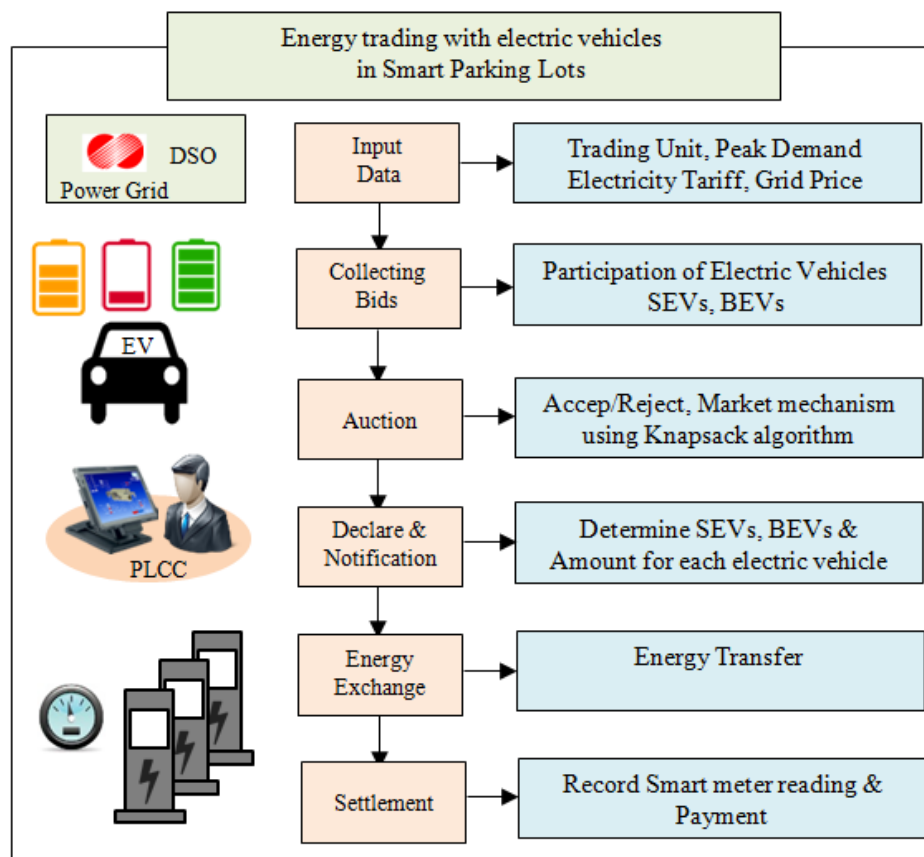 Energy trading with electric vehicles
in Smart Parking Lots
DSO
Power Grid
Input
Data
Trading Unit, Peak Demand
Electricity Tariff, Grid Price
Collecting
Bids
Participation of Electric Vehicles
SEVs, BEVs
EV
Auction
Accep/Reject, Market mechanism
using Knapsack algorithm
PLCC
Declare &
Notification
Determine SEVs, BEVs &
Amount for each electric vehicle
Energy
Exchange
Energy Transfer
Settlement
Record Smart meter reading &
Payment